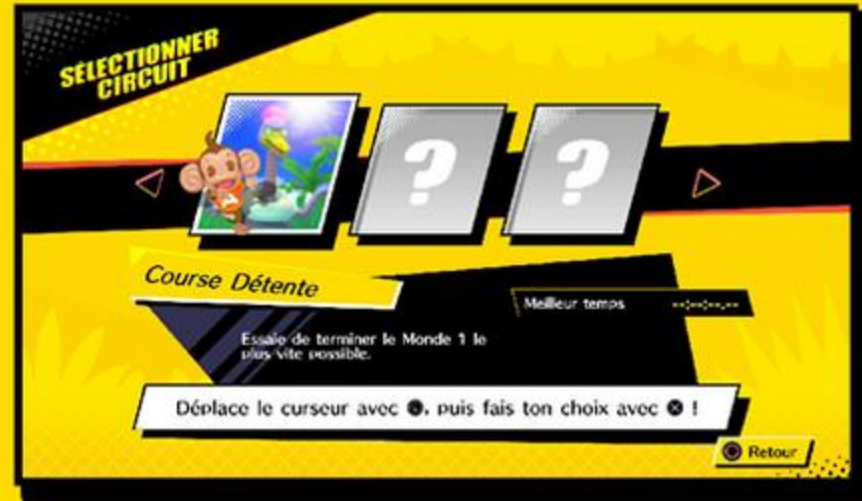 SÉLECTIONNER
CIRCUIT
?
?
Course Détente
Meilleur temps --:--:--.--
Essaie de terminer le Monde 1 le
plus vite possible.
Déplace le curseur avec , puis fais ton choix avec ⊗ !
Retour